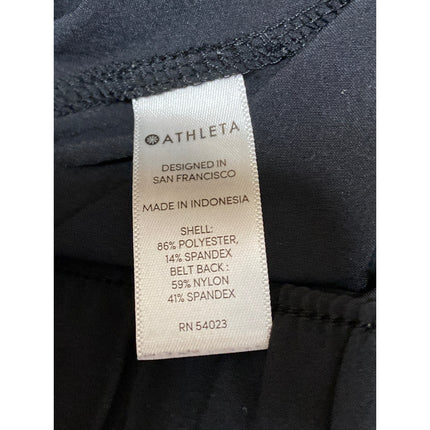 ATHLETA
DESIGNED IN
SAN FRANCISCO
MADE IN INDONESIA
SHELL:
86% POLYESTER,
14% SPANDEX
BELT BACK :
59% NYLON
41% SPANDEX
RN 54023